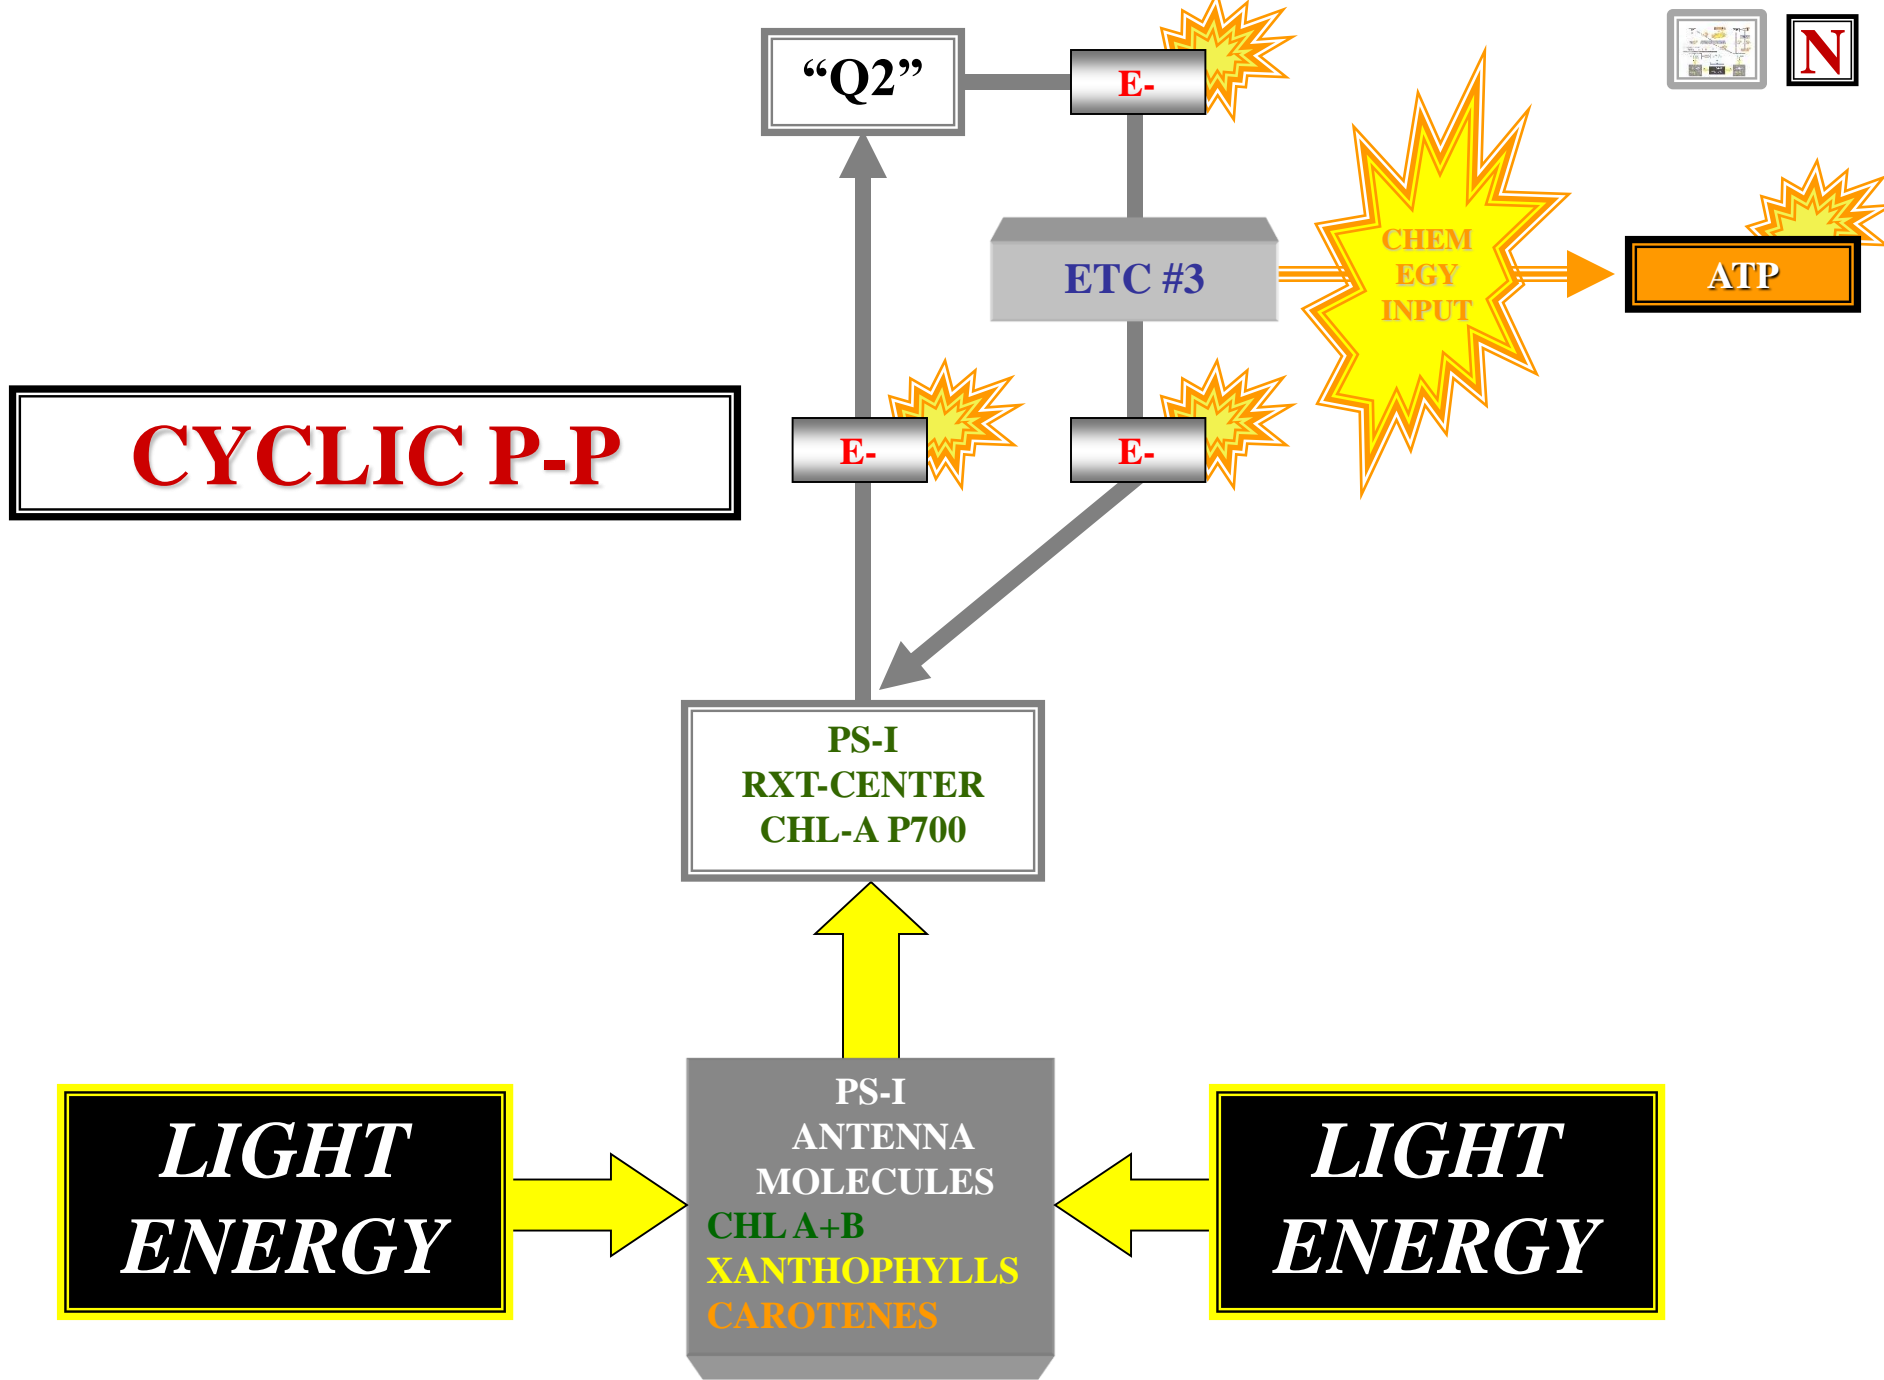 “Q2”
E-
N
CHEM
EGY
INPUT
ETC #3
ATP
CYCLIC P-P
E-
E-
PS-I
RXT-CENTER
CHL-A P700
LIGHT
ENERGY
PS-I
ANTENNA
MOLECULES
CHL A+B
XANTHOPHYLLS
CAROTENES
LIGHT
ENERGY